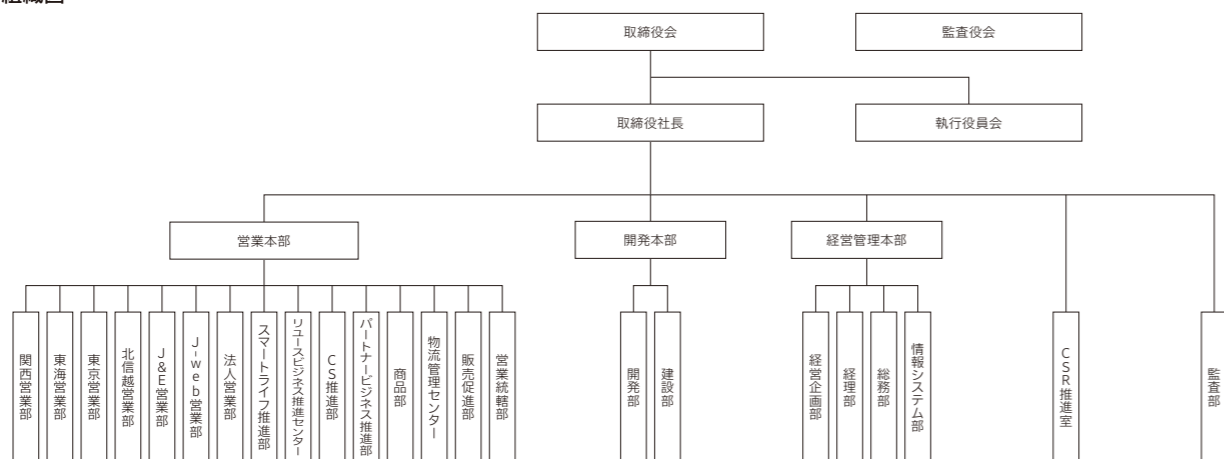 組織図
取締役会
監査役会
取締役社長
執行役員会
営業本部
開発本部
経営管理本部
関西営業部
東海営業部
東京営業部
北信越営業部
J&E営業部
J-web営業部
法人営業部
スマートライフ推進部
リユースビジネス推進センター
CS推進部
パートナービジネス推進部
商品部
物流管理センター
販売促進部
営業統轄部
開発部
建設部
経営企画部
経理部
総務部
情報システム部
CSR推進室
監査部